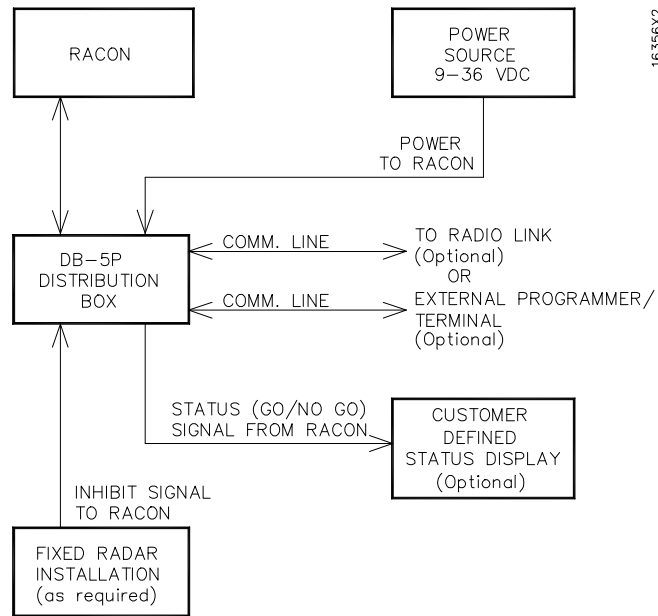 RACON
POWER
SOURCE
9-36 VDC
16356X2
POWER
TO RACON
DB-5P
DISTRIBUTION
BOX
COMM. LINE
TO RADIO LINK
(Optional)
OR
COMM. LINE
EXTERNAL PROGRAMMER/
TERMINAL
(Optional)
STATUS (GO/NO GO)
SIGNAL FROM RACON
CUSTOMER
DEFINED
STATUS DISPLAY
(Optional)
INHIBIT SIGNAL
TO RACON
FIXED RADAR
INSTALLATION
(as required)